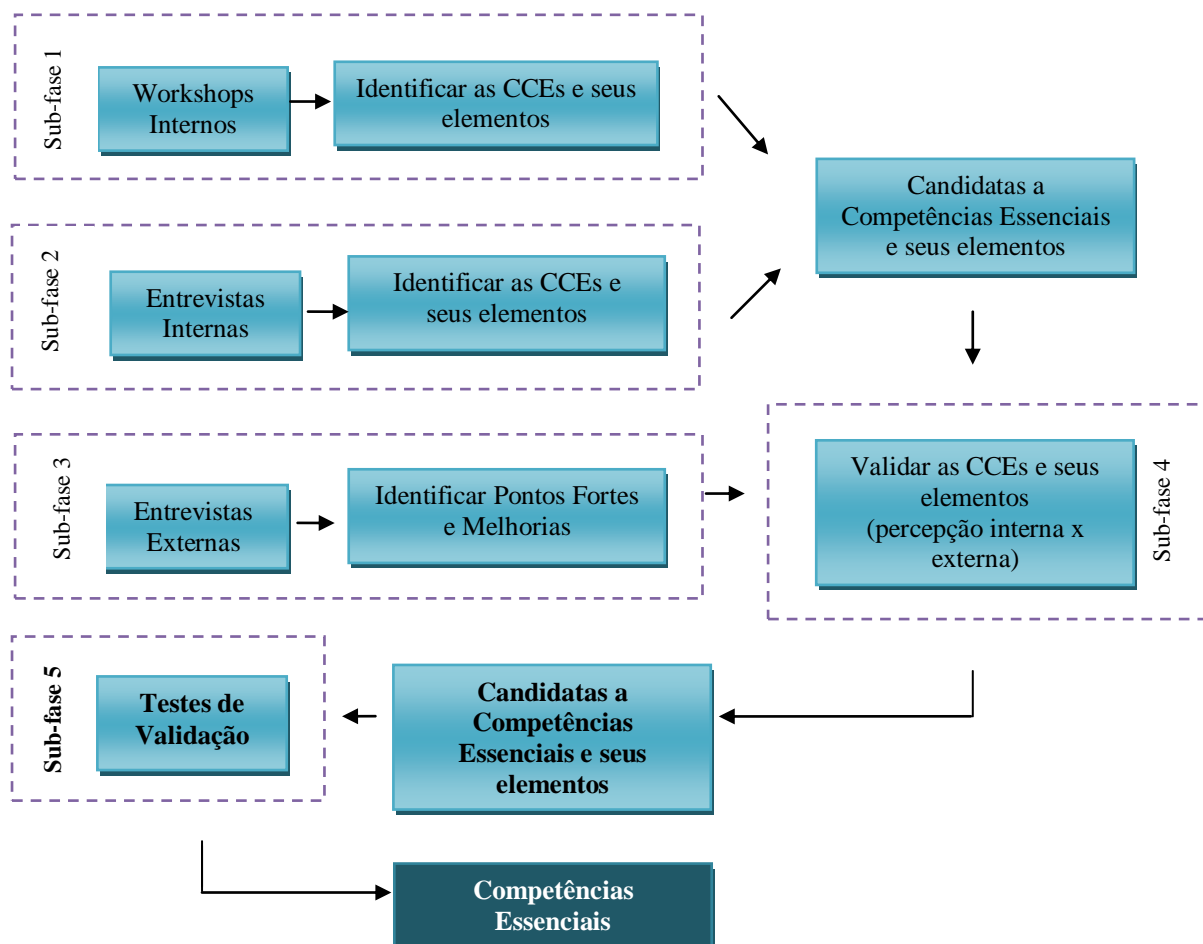 Sub-fase 1
Workshops
Internos
Identificar as CCEs e seus
elementos
Candidatas a
Competências Essenciais
e seus elementos
Sub-fase 2
Entrevistas
Internas
Identificar as CCEs e
seus elementos
Sub-fase 3
Entrevistas
Externas
Identificar Pontos Fortes
e Melhorias
Validar as CCEs e seus
elementos
(percepção interna x
externa)
Sub-fase 4
Sub-fase 5
Testes de
Validação
Candidatas a
Competências
Essenciais e seus
elementos
Competências
Essenciais